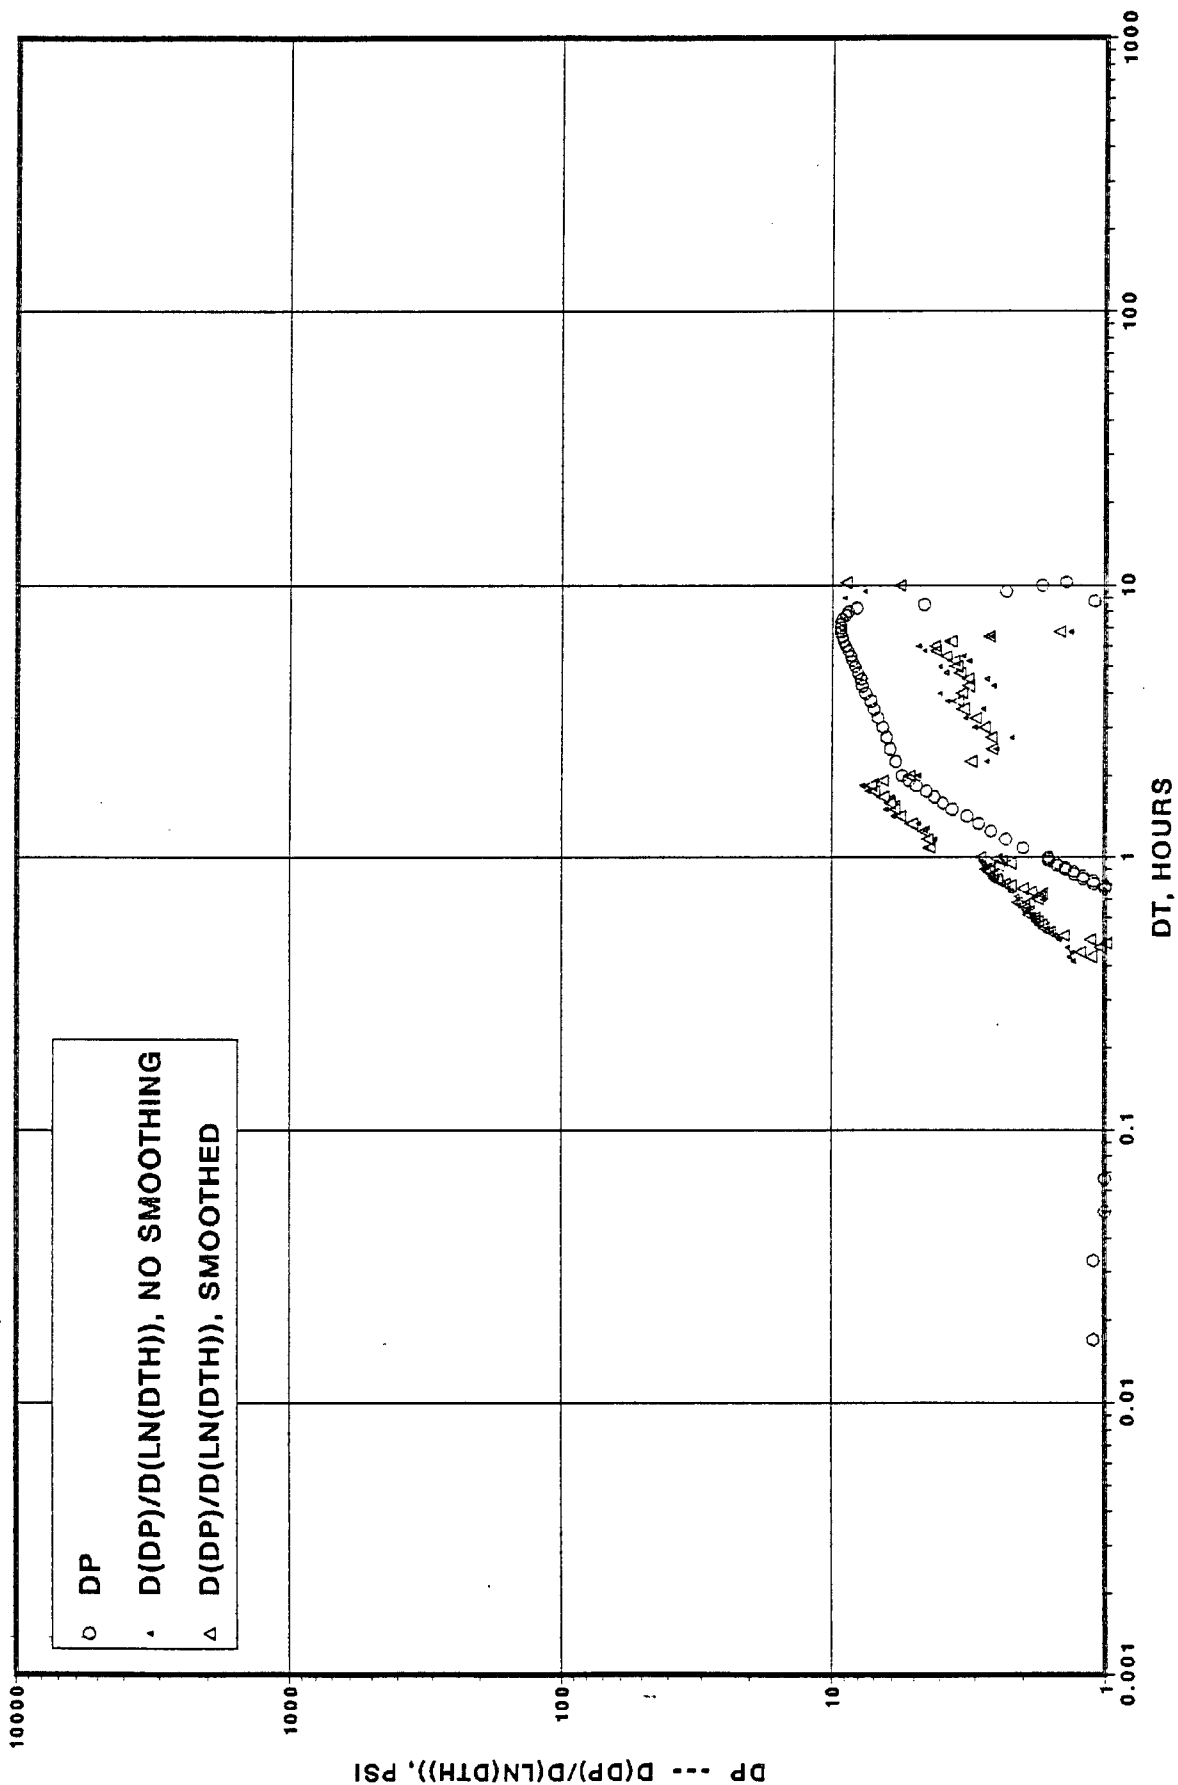 DP
D(DP)/D(LN(DTH)), NO SMOOTHING
D(DP)/D(LN(DTH)), SMOOTHED
10000
1000
100
10
1
DP --- D(DP)/D(LN(DTH)), PSI
0.001
0.01
0.1
1
10
100
1000
DT, HOURS